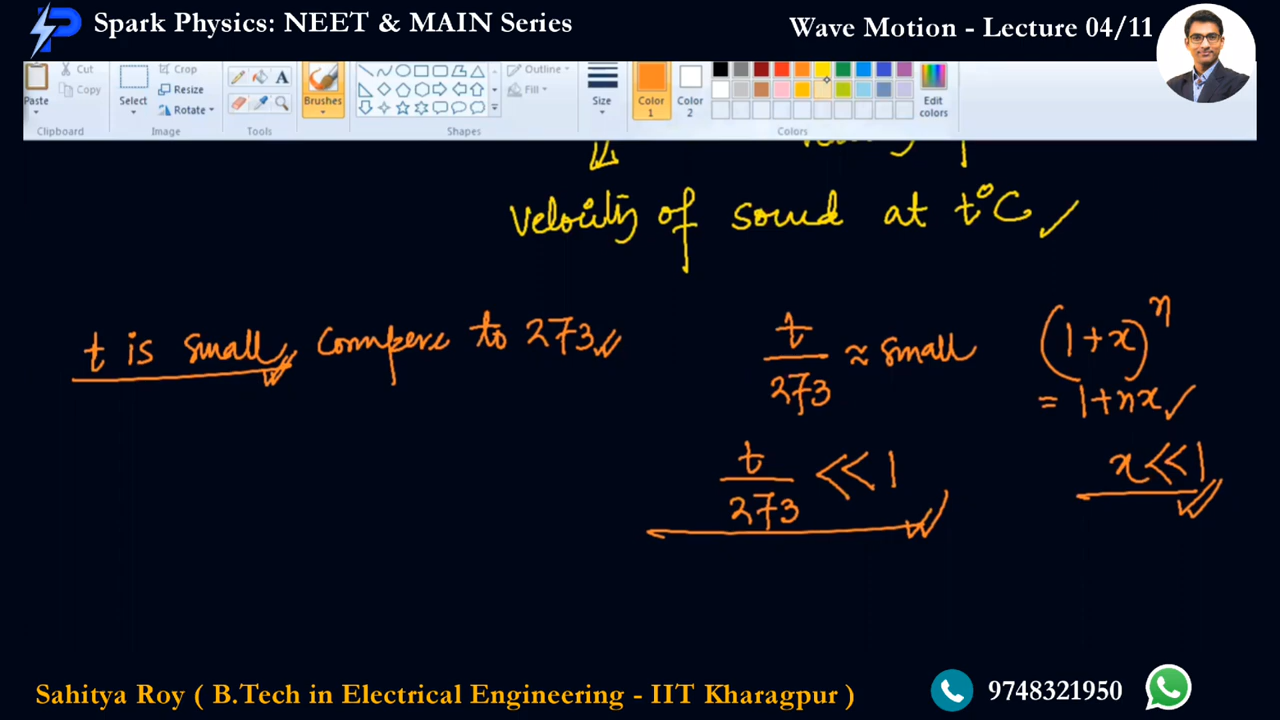 Spark Physics: NEET & MAIN Series
Wave Motion - Lecture 04/11
Paste
Cut
Copy
Clipboard
Select
Crop
Resize
Rotate
Image
A
Tools
Brushes
Shapes
Outline
Fill
Size
Color 1
Color 2
Edit colors
Colors
velocity of sound at t°C
t is small compere to 273
t/273 ≈ small
(1+x)^n
= 1+nx
t/273 << 1
x << 1
Sahitya Roy ( B.Tech in Electrical Engineering - IIT Kharagpur )
9748321950